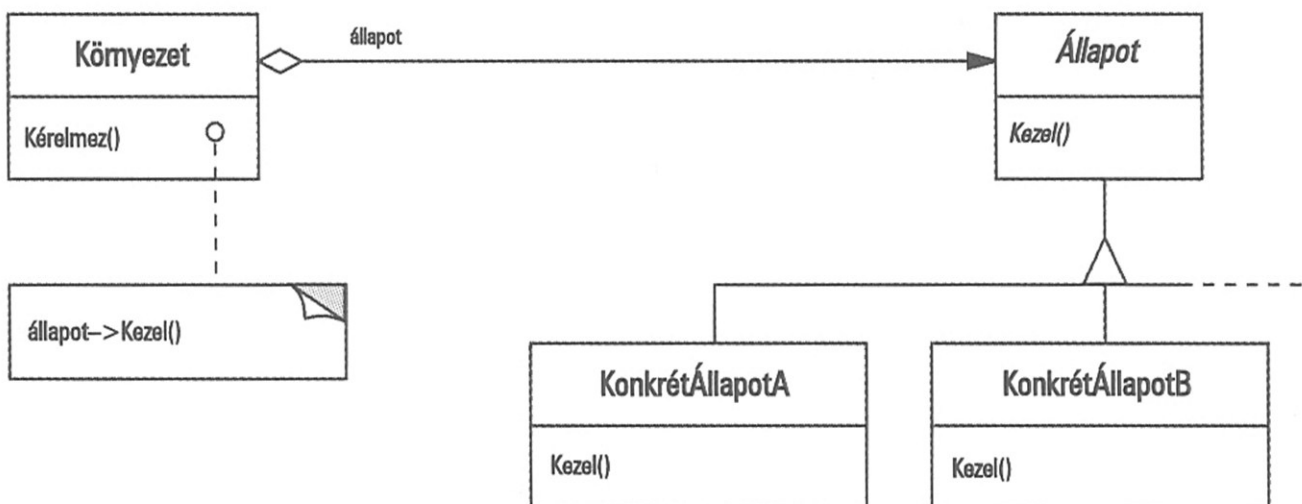 Környezet
Kérelmez()
állapot
Állapot
Kezel()
állapot–>Kezel()
KonkrétÁllapotA
Kezel()
KonkrétÁllapotB
Kezel()